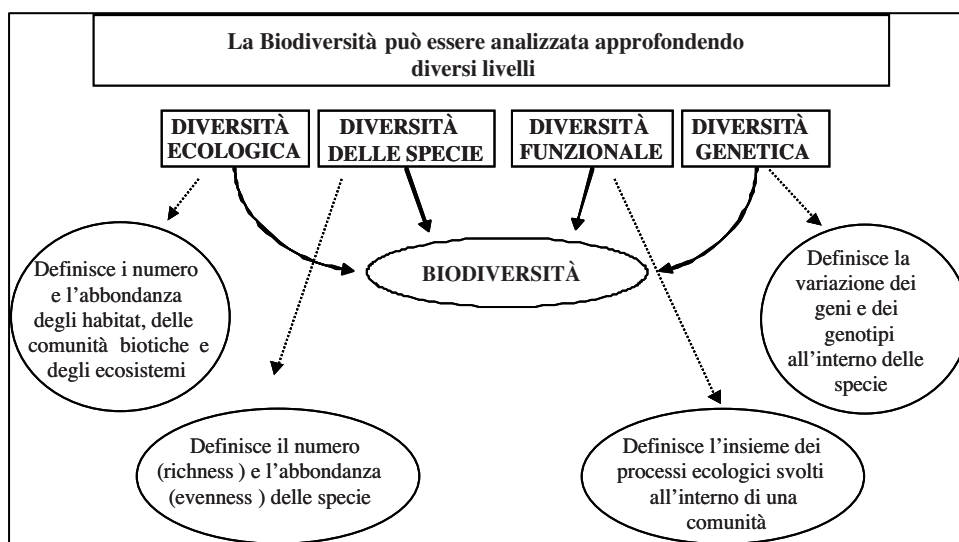 La Biodiversità può essere analizzata approfondendo
diversi livelli
DIVERSITÀ
ECOLOGICA
DIVERSITÀ
DELLE SPECIE
DIVERSITÀ
FUNZIONALE
DIVERSITÀ
GENETICA
BIODIVERSITÀ
Definisce i numero
e l’abbondanza
degli habitat, delle
comunità biotiche e
degli ecosistemi
Definisce la
variazione dei
geni e dei
genotipi
all’interno delle
specie
Definisce il numero
(richness ) e l’abbondanza
(evenness ) delle specie
Definisce l’insieme dei
processi ecologici svolti
all’interno di una
comunità